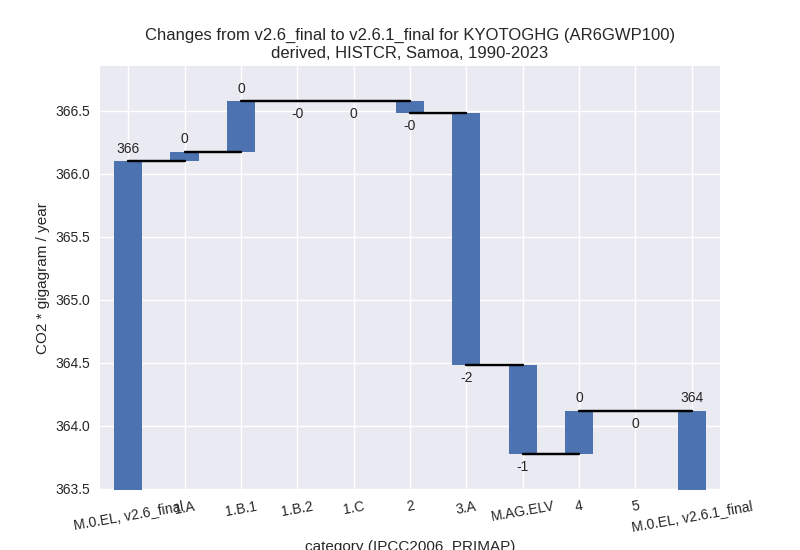 Changes from v2.6_final to v2.6.1_final for KYOTOGHG (AR6GWP100)
derived, HISTCR, Samoa, 1990-2023
CO2 * gigagram / year
366.5
366.0
365.5
365.0
364.5
364.0
363.5
366
0
0
-0
0
-0
-2
-1
0
0
364
M.0.EL, v2.6_final
1.A
1.B.1
1.B.2
1.C
2
3.A
M.AG.ELV
4
5
M.0.EL, v2.6.1_final
category (IPCC2006_PRIMAP)